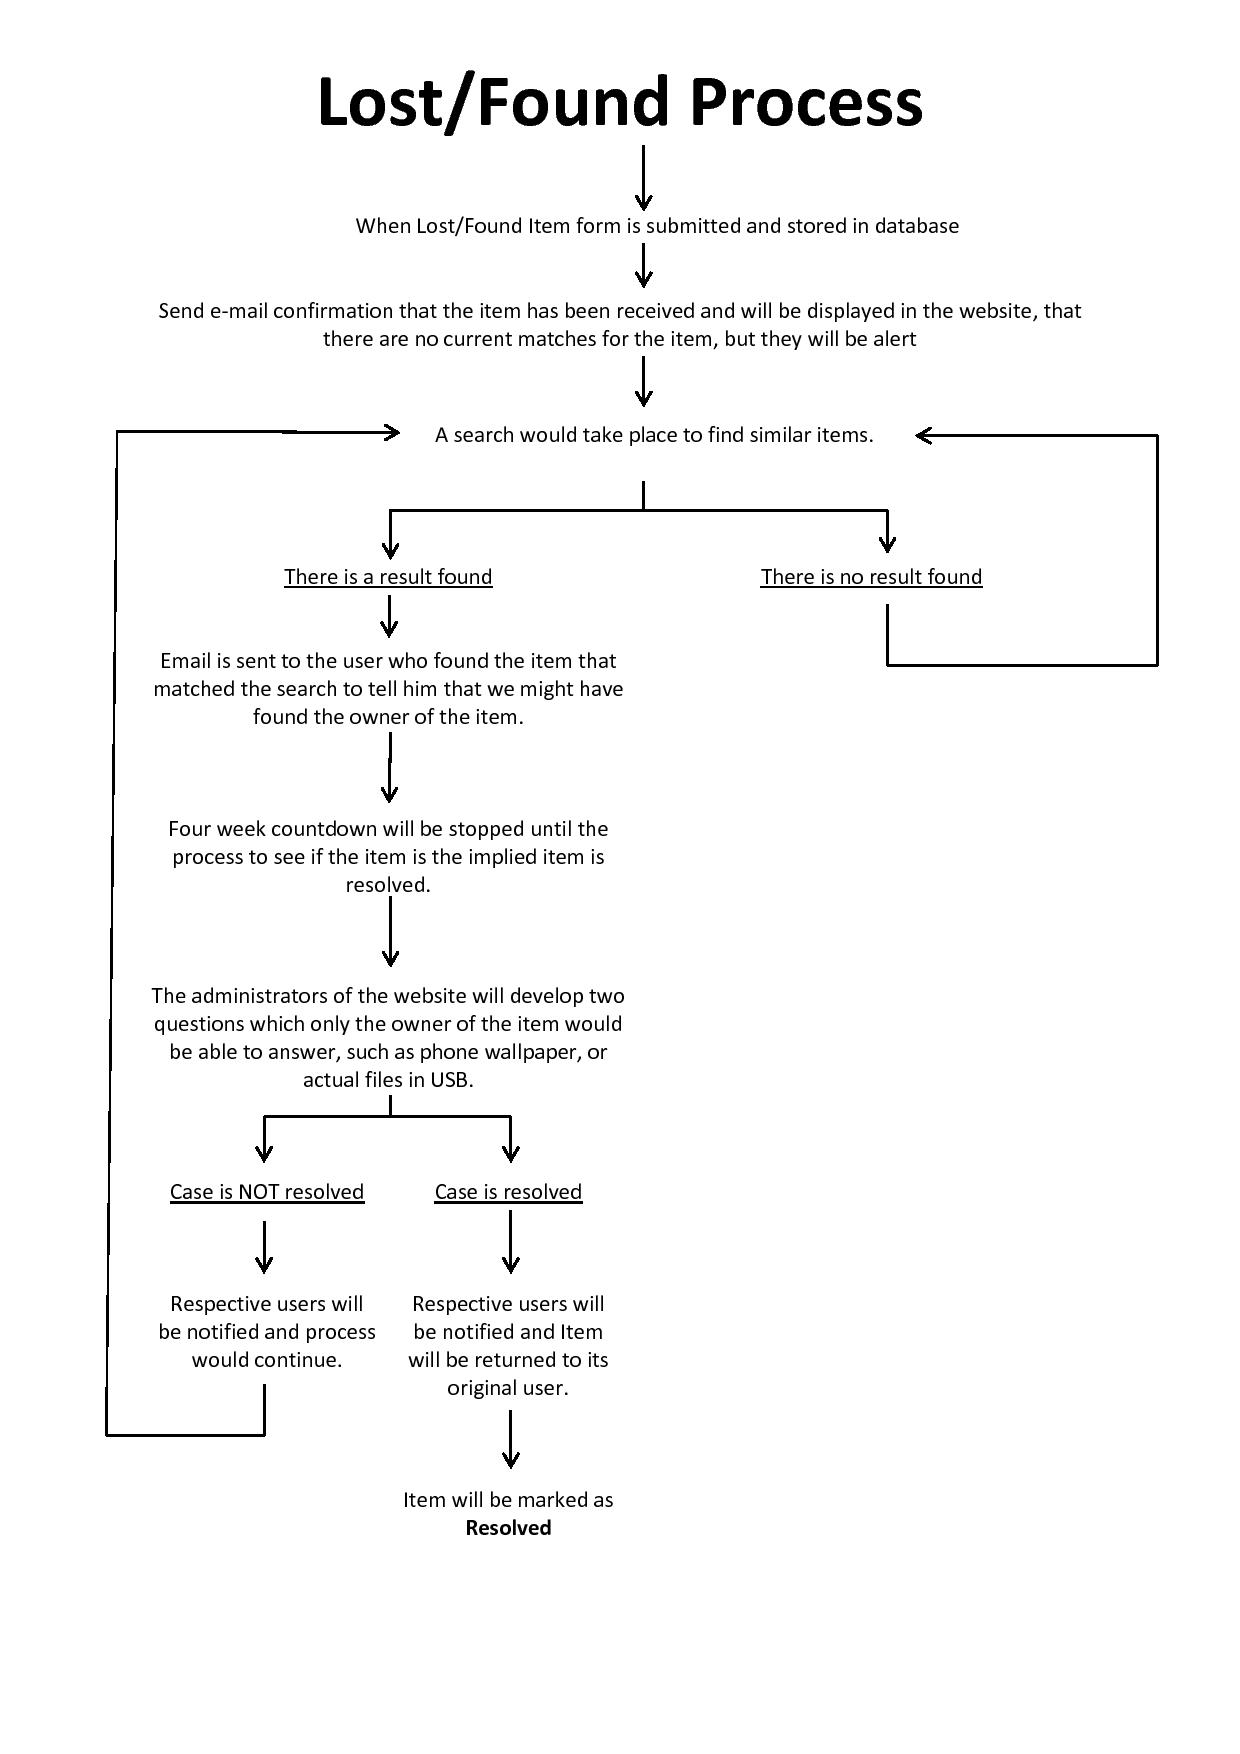 Lost/Found Process
When Lost/Found Item form is submitted and stored in database
Send e-mail confirmation that the item has been received and will be displayed in the website, that
there are no current matches for the item, but they will be alert
A search would take place to find similar items.
There is a result found
There is no result found
Email is sent to the user who found the item that
matched the search to tell him that we might have
found the owner of the item.
Four week countdown will be stopped until the
process to see if the item is the implied item is
resolved.
The administrators of the website will develop two
questions which only the owner of the item would
be able to answer, such as phone wallpaper, or
actual files in USB.
Case is NOT resolved
Case is resolved
Respective users will
be notified and process
would continue.
Respective users will
be notified and Item
will be returned to its
original user.
Item will be marked as
Resolved